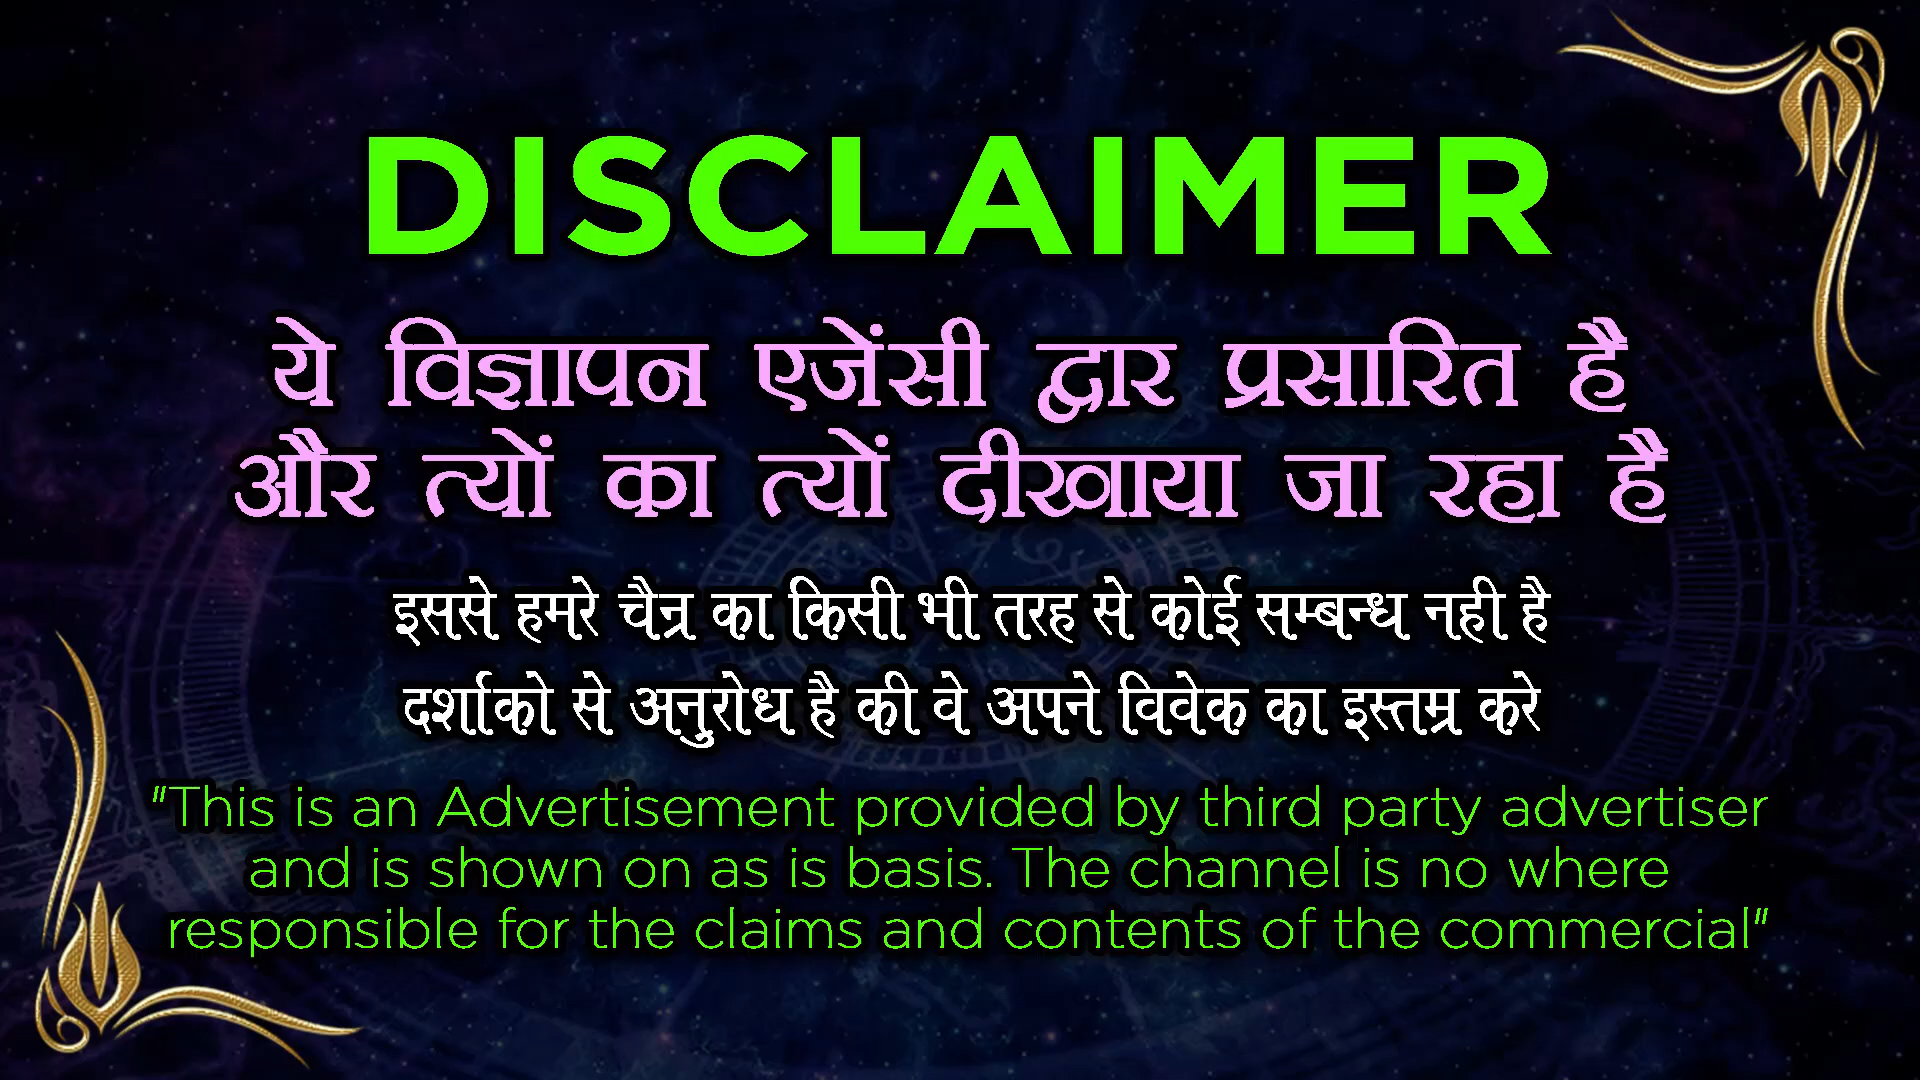 DISCLAIMER
ये विज्ञापन एजेंसी द्वार प्रसारित है
और त्यों का त्यों दीखाया जा रहा है
इससे हमरे चैन्र का किसी भी तरह से कोई सम्बन्ध नही है
दर्शाको से अनुरोध है की वे अपने विवेक का इस्तम्र करे
"This is an Advertisement provided by third party advertiser
and is shown on as is basis. The channel is no where
responsible for the claims and contents of the commercial"